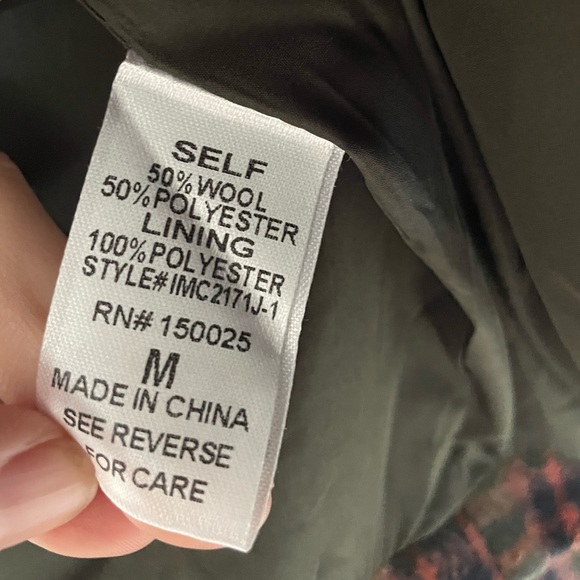 SELF
50% WOOL
50% POLYESTER
LINING
100% POLYESTER
STYLE# IMC2171J-1
RN# 150025
M
MADE IN CHINA
SEE REVERSE
FOR CARE